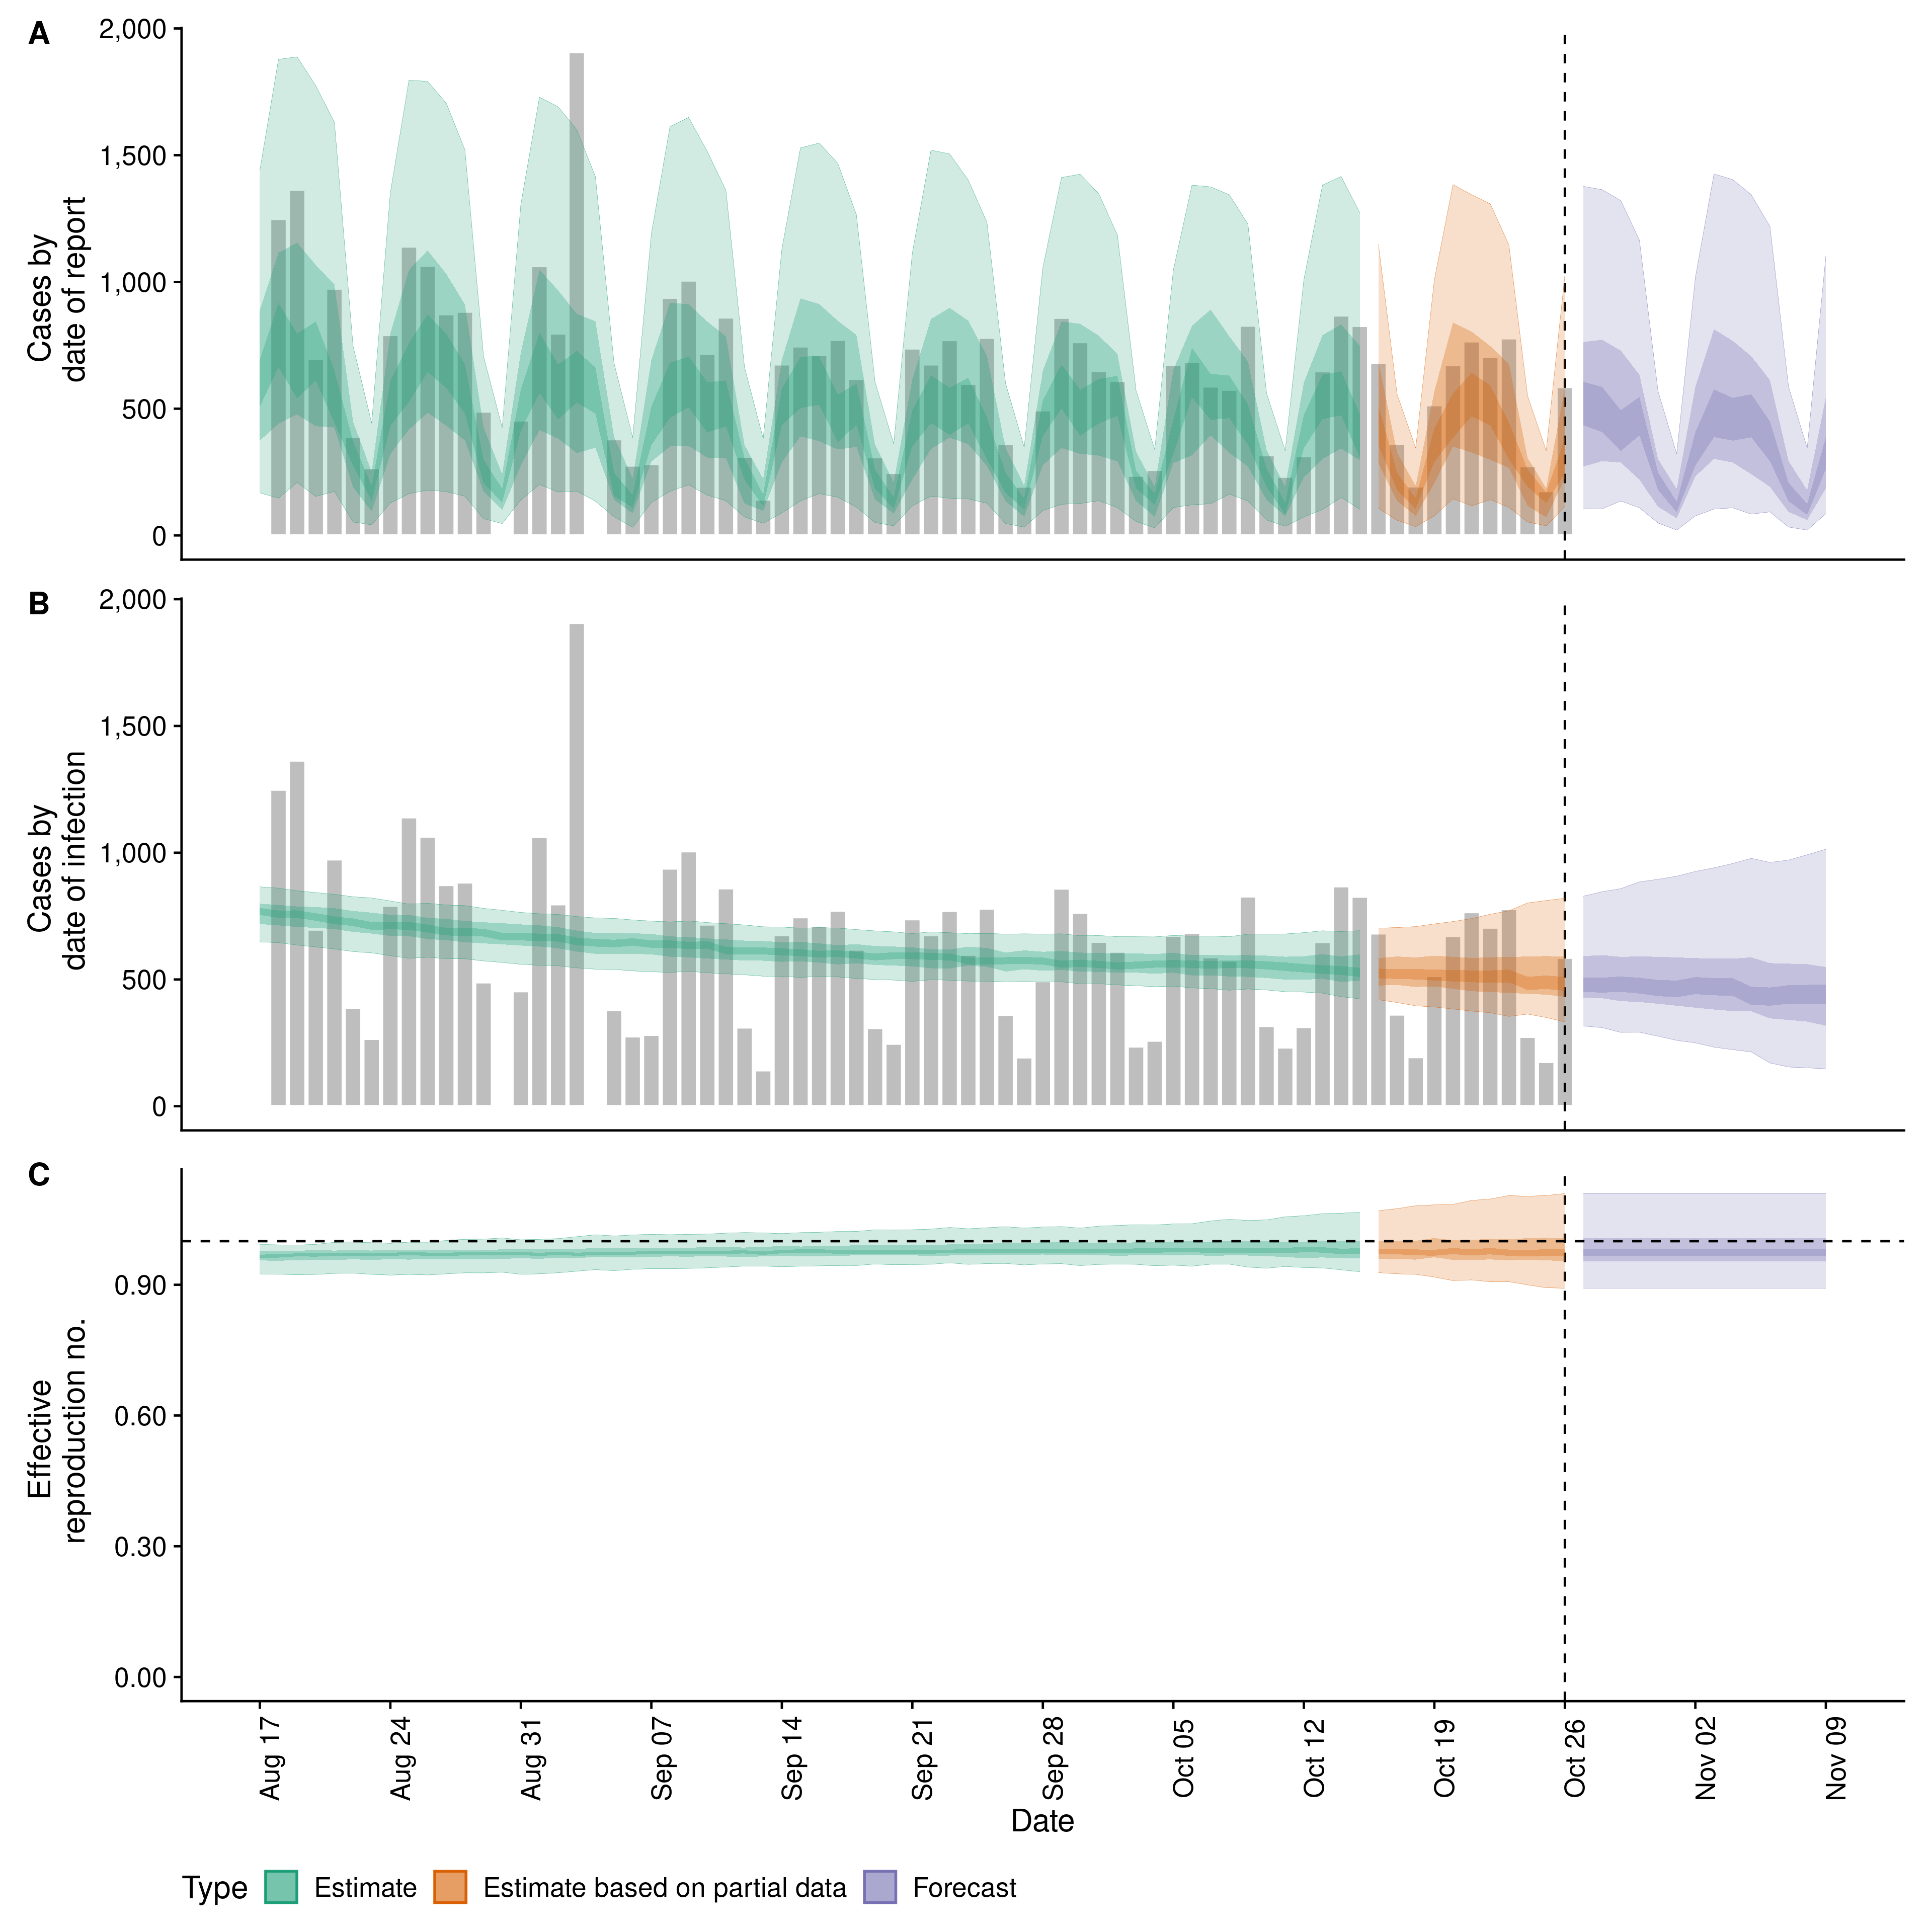 A
Cases by
date of report
2,000
1,500
1,000
500
0
B
Cases by
date of infection
2,000
1,500
1,000
500
0
C
Effective
reproduction no.
0.90
0.60
0.30
0.00
Aug 17
Aug 24
Aug 31
Sep 07
Sep 14
Sep 21
Sep 28
Oct 05
Oct 12
Oct 19
Oct 26
Nov 02
Nov 09
Date
Type
Estimate
Estimate based on partial data
Forecast